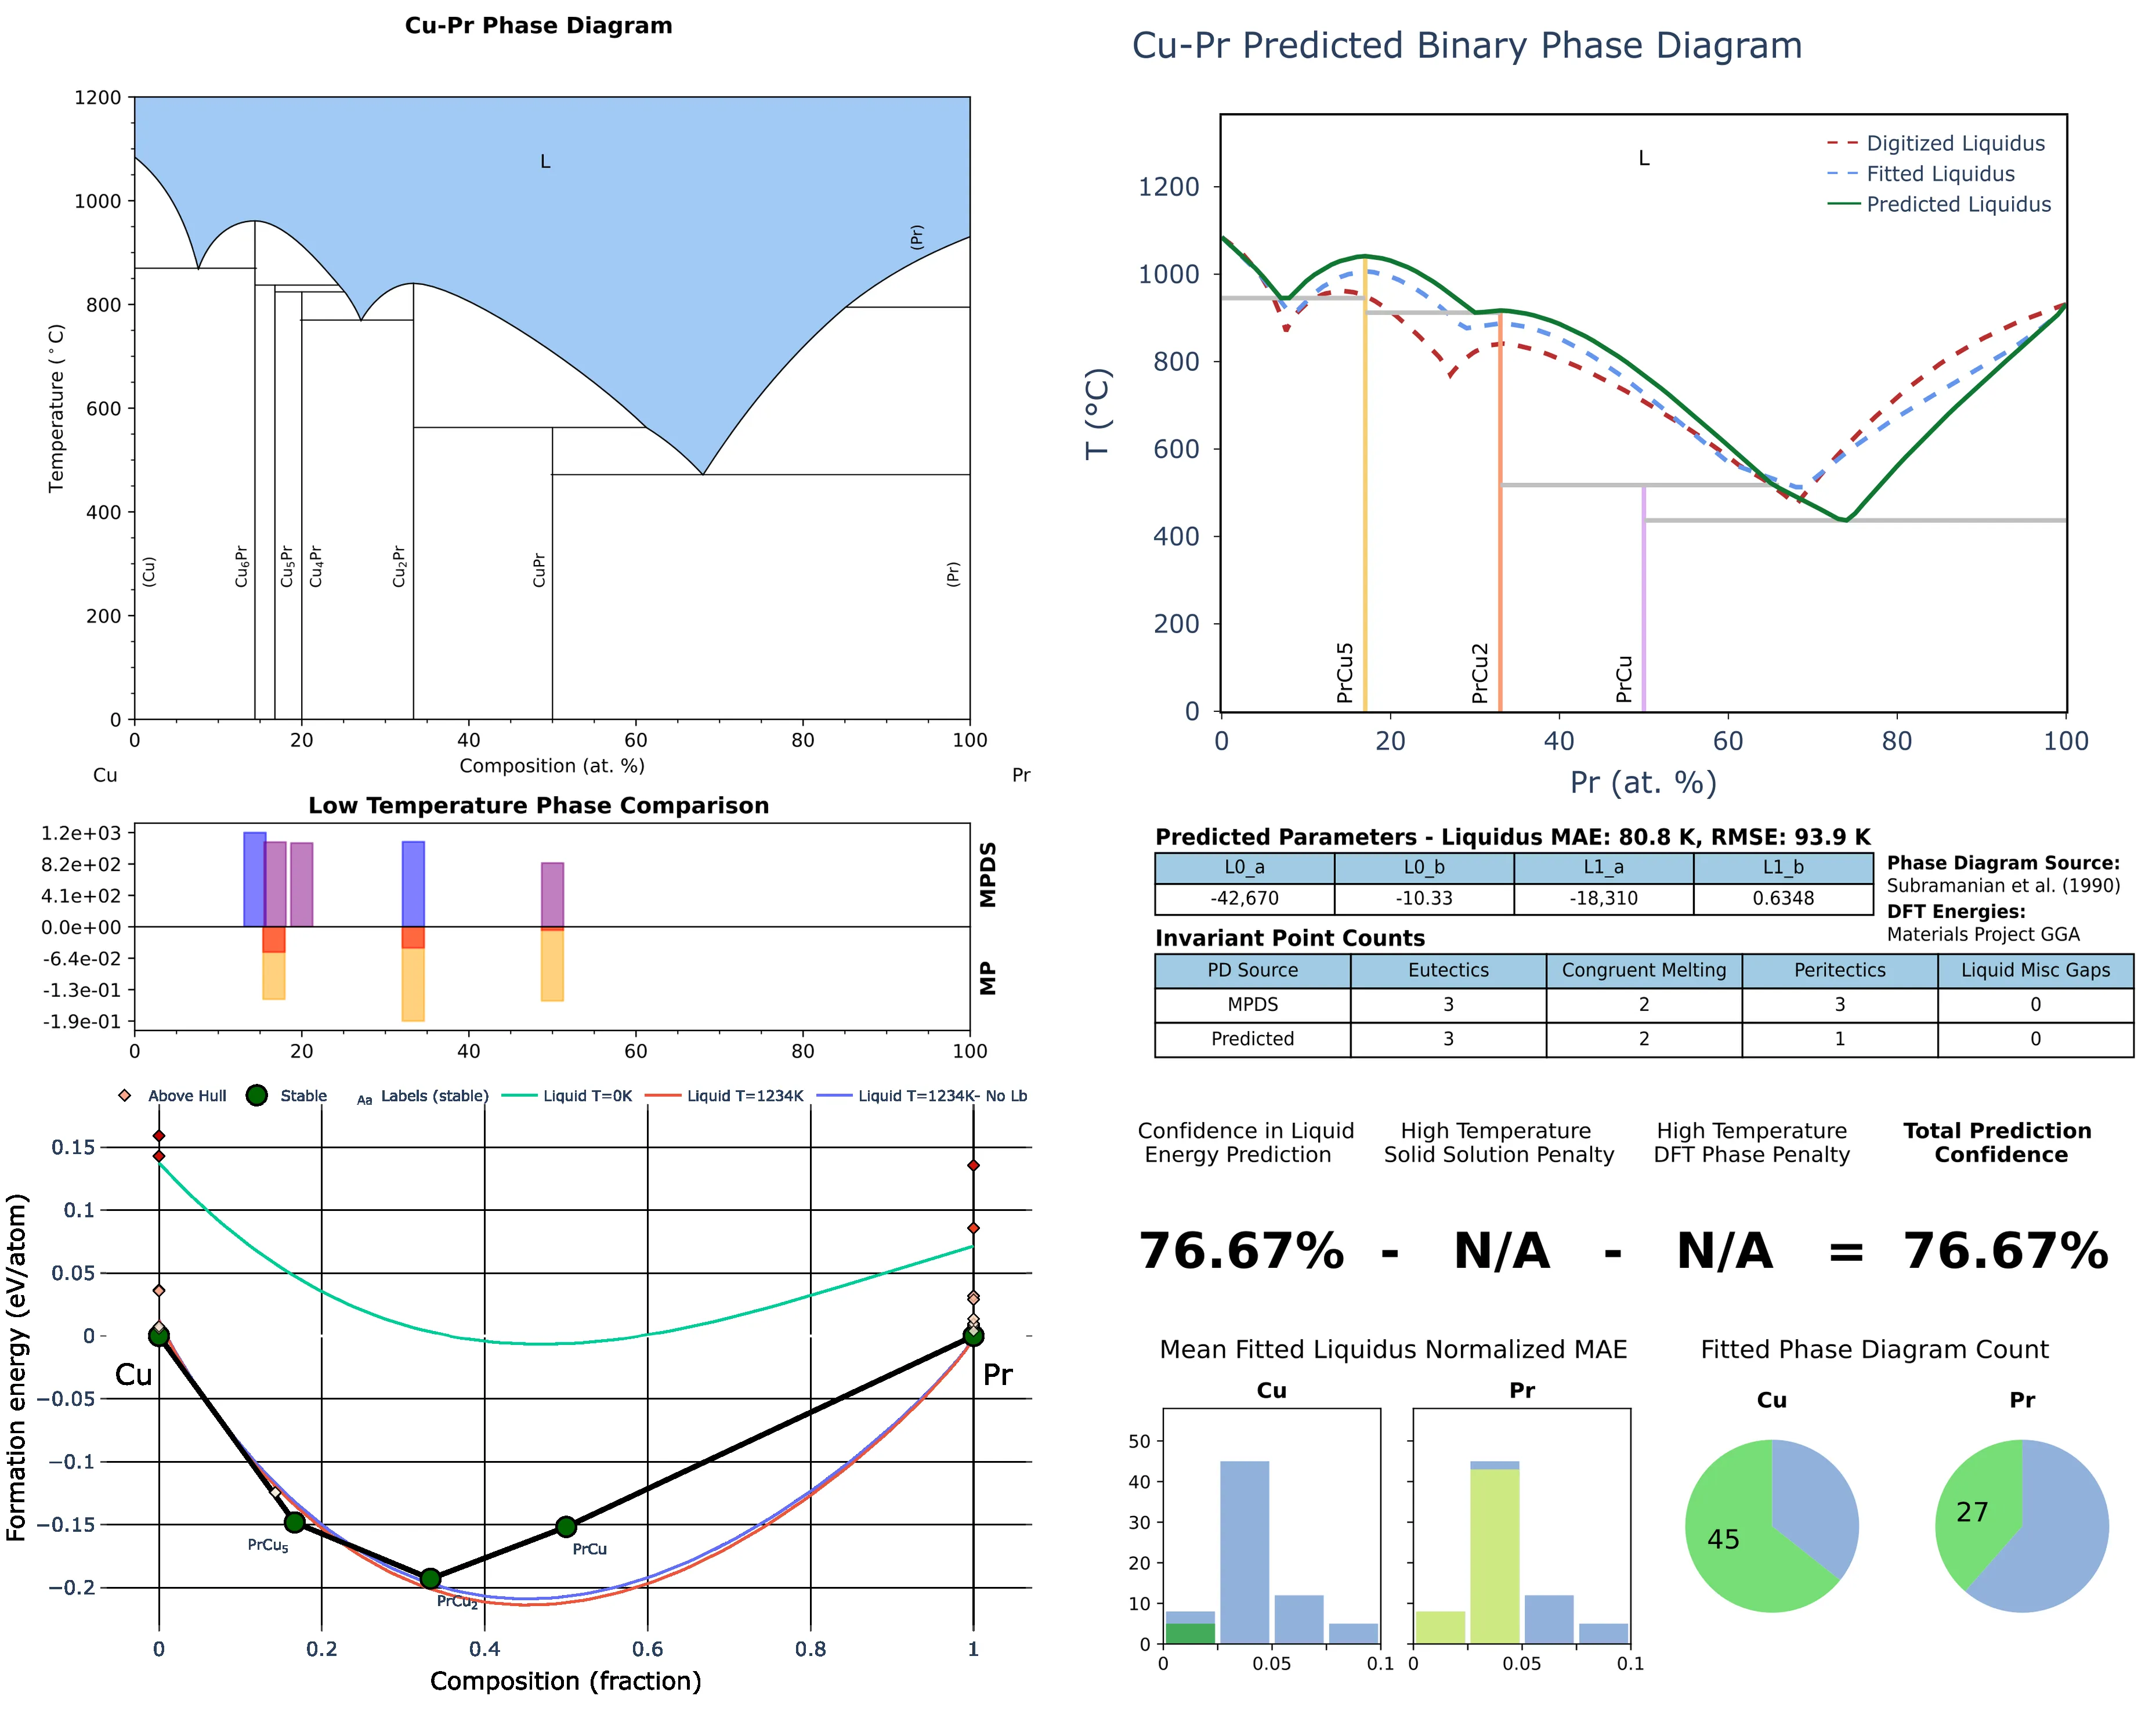 Cu-Pr Phase Diagram
1200
1000
800
600
400
200
0
Temperature (°C)
L
(Pr)
(Cu)
Cu6Pr
Cu5Pr
Cu4Pr
Cu2Pr
CuPr
(Pr)
0 20 40 60 80 100
Composition (at. %)
Cu Pr
Low Temperature Phase Comparison
1.2e+03
8.2e+02
4.1e+02
0.0e+00
-6.4e-02
-1.3e-01
-1.9e-01
MPDS
MP
0 20 40 60 80 100
Above Hull Stable Aa Labels (stable) Liquid T=0K Liquid T=1234K Liquid T=1234K- No Lb
0.15
0.1
0.05
0
−0.05
−0.1
−0.15
−0.2
Formation energy (eV/atom)
Cu
Pr
PrCu5
PrCu2
PrCu
0 0.2 0.4 0.6 0.8 1
Composition (fraction)
Cu-Pr Predicted Binary Phase Diagram
L
Digitized Liquidus
Fitted Liquidus
Predicted Liquidus
1200
1000
800
600
400
200
0
T (°C)
PrCu5
PrCu2
PrCu
0 20 40 60 80 100
Pr (at. %)
Predicted Parameters - Liquidus MAE: 80.8 K, RMSE: 93.9 K
L0_a L0_b L1_a L1_b
-42,670 -10.33 -18,310 0.6348
Phase Diagram Source:
Subramanian et al. (1990)
DFT Energies:
Materials Project GGA
Invariant Point Counts
PD Source Eutectics Congruent Melting Peritectics Liquid Misc Gaps
MPDS 3 2 3 0
Predicted 3 2 1 0
Confidence in Liquid
Energy Prediction
High Temperature
Solid Solution Penalty
High Temperature
DFT Phase Penalty
Total Prediction
Confidence
76.67% - N/A - N/A = 76.67%
Mean Fitted Liquidus Normalized MAE
Cu
Pr
50
40
30
20
10
0
0 0.05 0.1
0 0.05 0.1
Fitted Phase Diagram Count
Cu
Pr
45
27